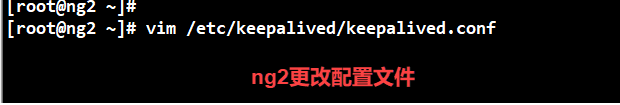 [root@ng2 ~]#
[root@ng2 ~]# vim /etc/keepalived/keepalived.conf
ng2更改配置文件